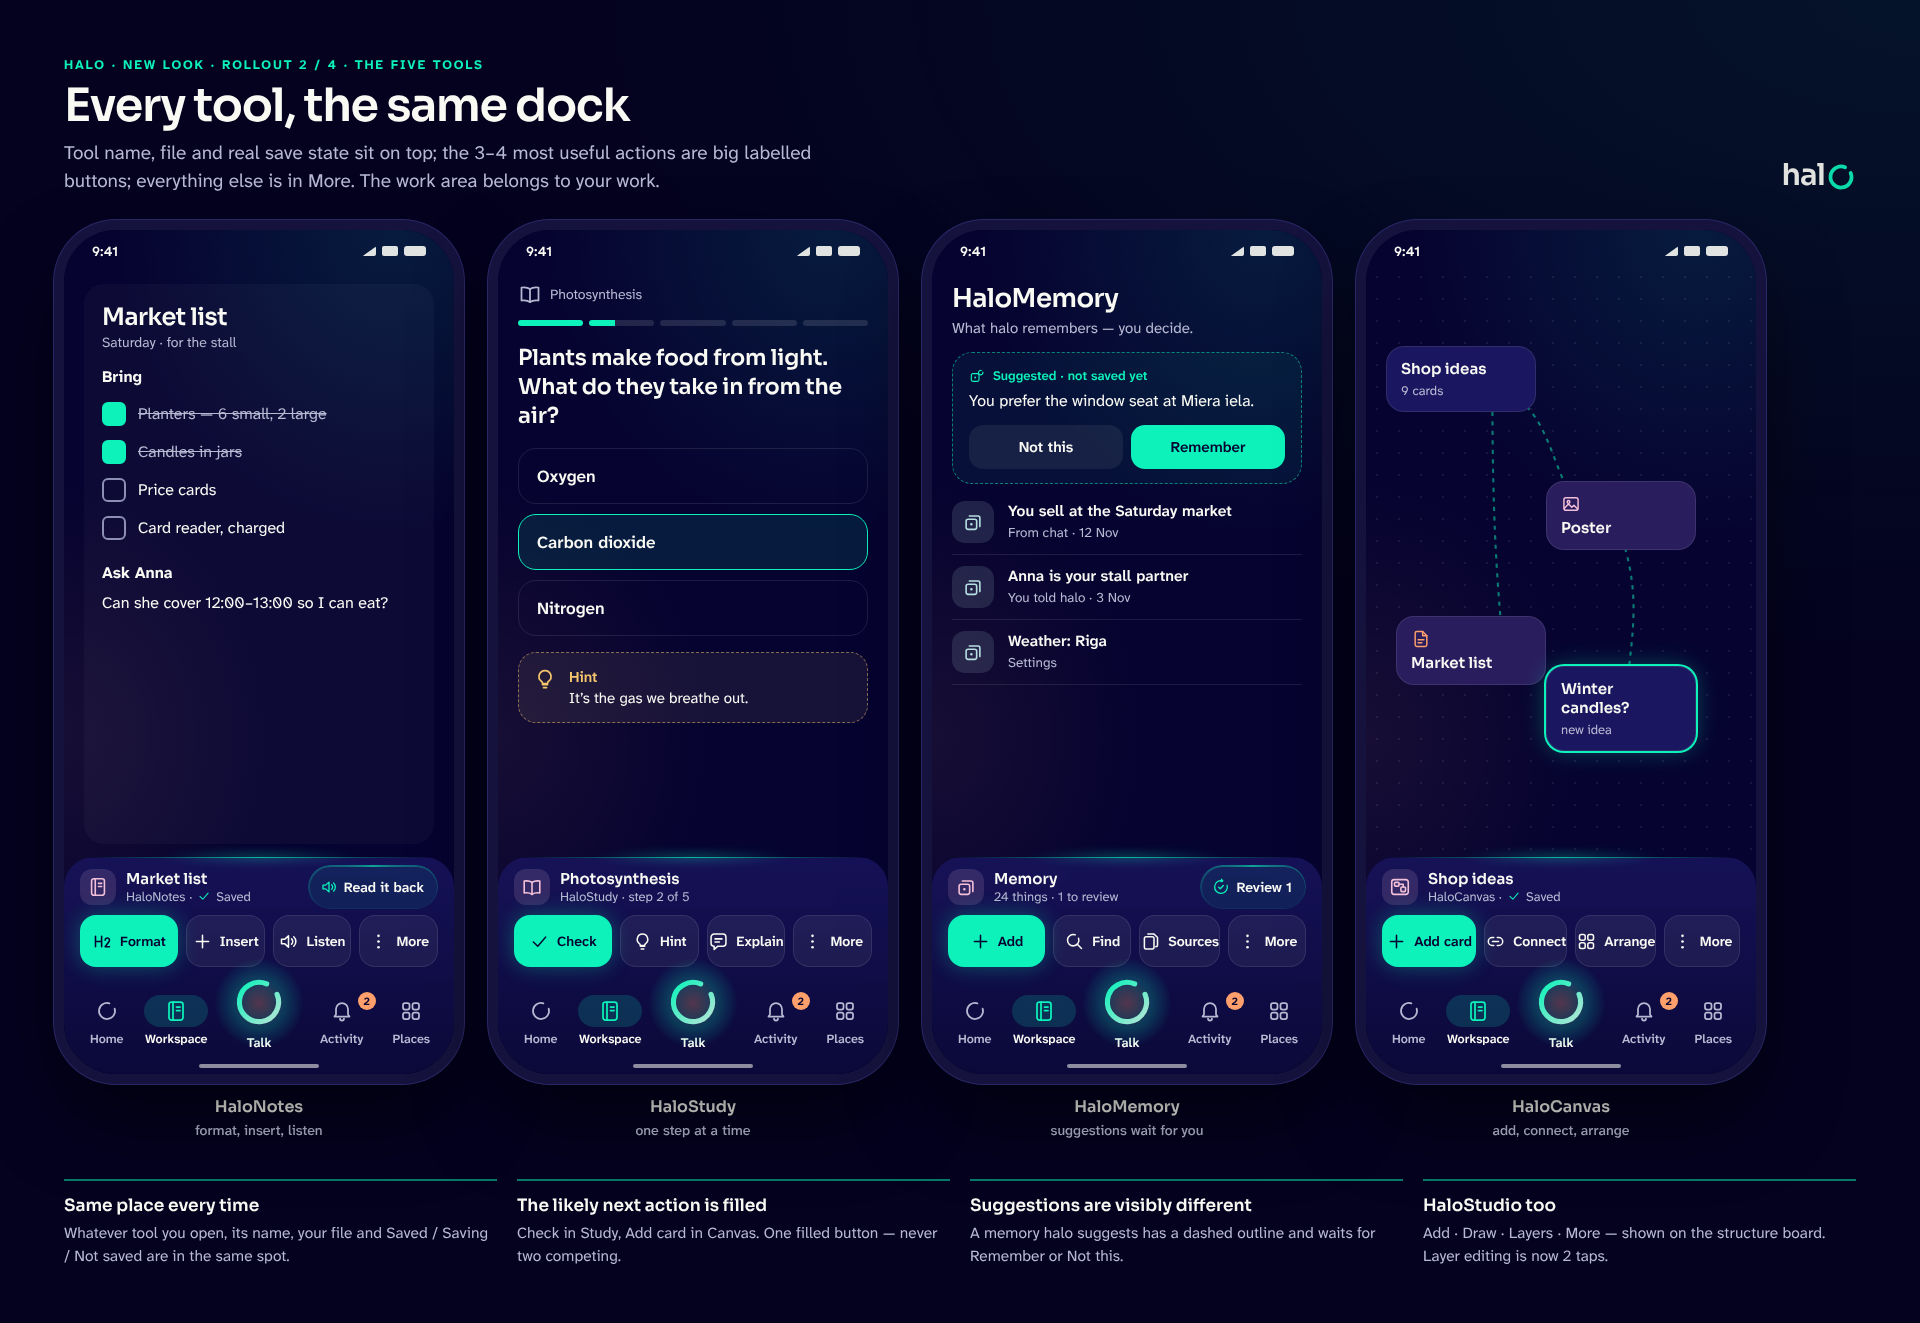 HALO · NEW LOOK · ROLLOUT 2 / 4 · THE FIVE TOOLS
Every tool, the same dock
Tool name, file and real save state sit on top; the 3–4 most useful actions are big labelled
buttons; everything else is in More. The work area belongs to your work.
halo
9:41
Market list
Saturday · for the stall
Bring
Planters — 6 small, 2 large
Candles in jars
Price cards
Card reader, charged
Ask Anna
Can she cover 12:00–13:00 so I can eat?
Market list
HaloNotes · Saved
Read it back
H2 Format
Insert
Listen
More
Home
Workspace
Talk
2
Activity
Places
HaloNotes
format, insert, listen
9:41
Photosynthesis
Plants make food from light.
What do they take in from the
air?
Oxygen
Carbon dioxide
Nitrogen
Hint
It's the gas we breathe out.
Photosynthesis
HaloStudy · step 2 of 5
Check
Hint
Explain
More
Home
Workspace
Talk
2
Activity
Places
HaloStudy
one step at a time
9:41
HaloMemory
What halo remembers — you decide.
Suggested · not saved yet
You prefer the window seat at Miera iela.
Not this
Remember
You sell at the Saturday market
From chat · 12 Nov
Anna is your stall partner
You told halo · 3 Nov
Weather: Riga
Settings
Memory
24 things · 1 to review
Review 1
Add
Find
Sources
More
Home
Workspace
Talk
2
Activity
Places
HaloMemory
suggestions wait for you
9:41
Shop ideas
9 cards
Poster
Market list
Winter
candles?
new idea
Shop ideas
HaloCanvas · Saved
Add card
Connect
Arrange
More
Home
Workspace
Talk
2
Activity
Places
HaloCanvas
add, connect, arrange
Same place every time
Whatever tool you open, its name, your file and Saved / Saving
/ Not saved are in the same spot.
The likely next action is filled
Check in Study, Add card in Canvas. One filled button — never
two competing.
Suggestions are visibly different
A memory halo suggests has a dashed outline and waits for
Remember or Not this.
HaloStudio too
Add · Draw · Layers · More — shown on the structure board.
Layer editing is now 2 taps.